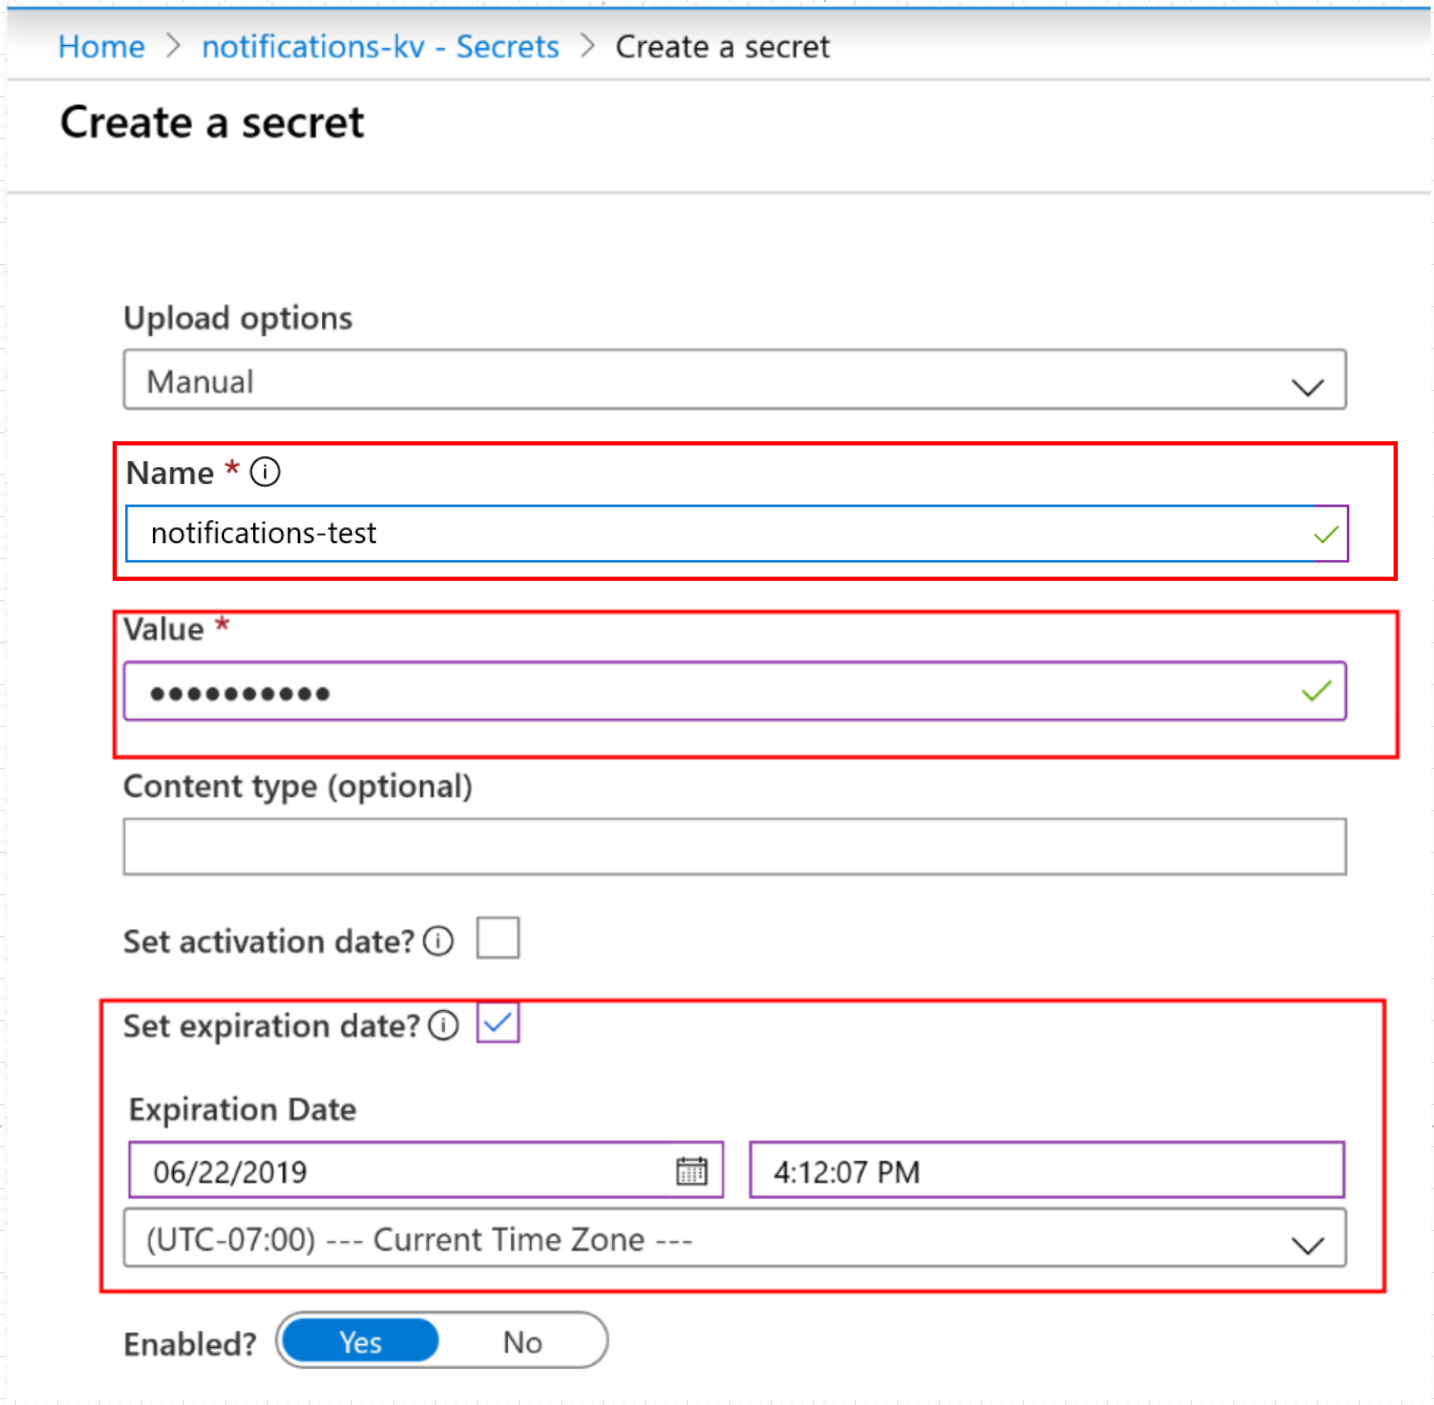 Home > notifications-kv - Secrets > Create a secret
Create a secret
Upload options
Manual
Name *
notifications-test
Value *
••••••••••
Content type (optional)
Set activation date?
Set expiration date?
Expiration Date
06/22/2019 4:12:07 PM
(UTC-07:00) --- Current Time Zone ---
Enabled? Yes No